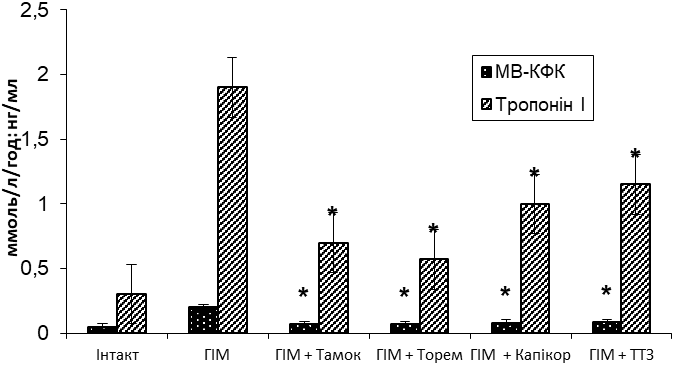 2,5
2
1,5
1
0,5
0
ммоль/л/год; нг/мл
МВ-КФК
Тропонін I
*
*
*
*
*
*
*
*
Інтакт
ГІМ
ГІМ + Тамок
ГІМ + Торем
ГІМ + Капікор
ГІМ + ТТЗ